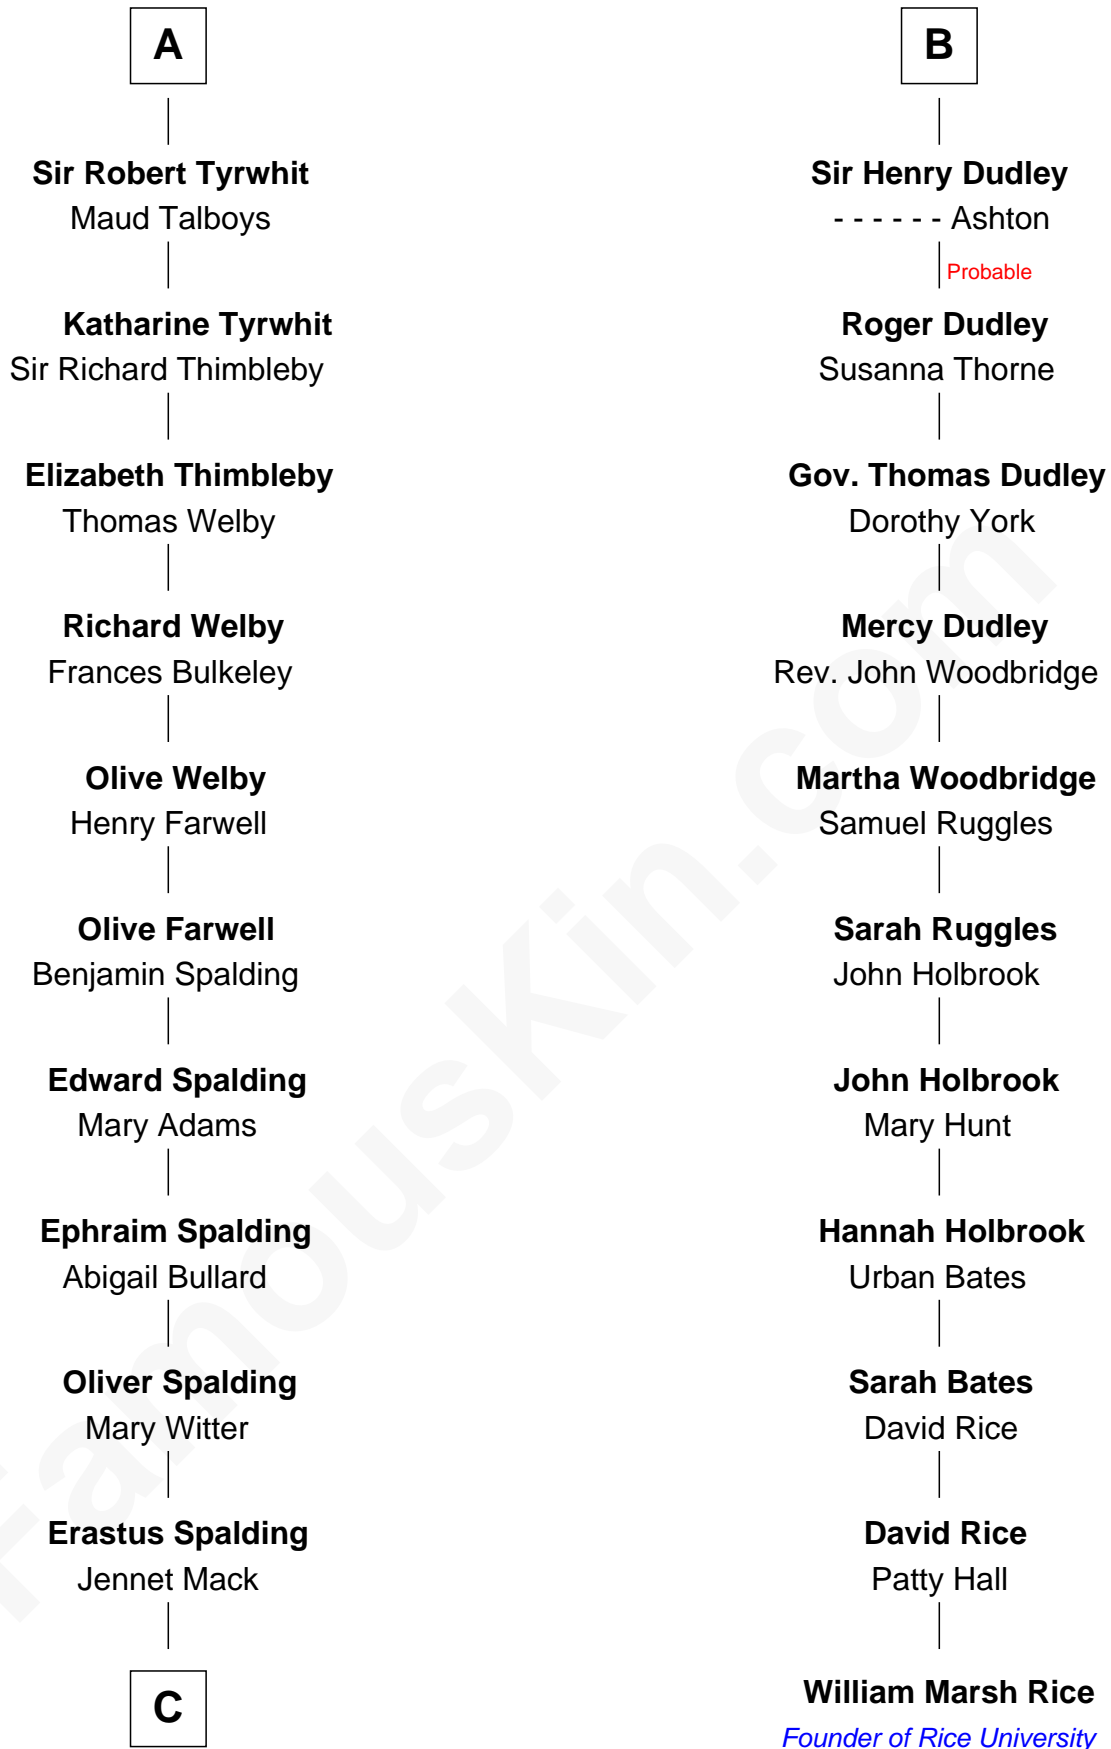 A
Sir Robert Tyrwhit
Maud Talboys
Katharine Tyrwhit
Sir Richard Thimbleby
Elizabeth Thimbleby
Thomas Welby
Richard Welby
Frances Bulkeley
Olive Welby
Henry Farwell
Olive Farwell
Benjamin Spalding
Edward Spalding
Mary Adams
Ephraim Spalding
Abigail Bullard
Oliver Spalding
Mary Witter
Erastus Spalding
Jennet Mack
C
B
Sir Henry Dudley
- - - - - - Ashton
Probable
Roger Dudley
Susanna Thorne
Gov. Thomas Dudley
Dorothy York
Mercy Dudley
Rev. John Woodbridge
Martha Woodbridge
Samuel Ruggles
Sarah Ruggles
John Holbrook
John Holbrook
Mary Hunt
Hannah Holbrook
Urban Bates
Sarah Bates
David Rice
David Rice
Patty Hall
William Marsh Rice
Founder of Rice University
FamousKin.com